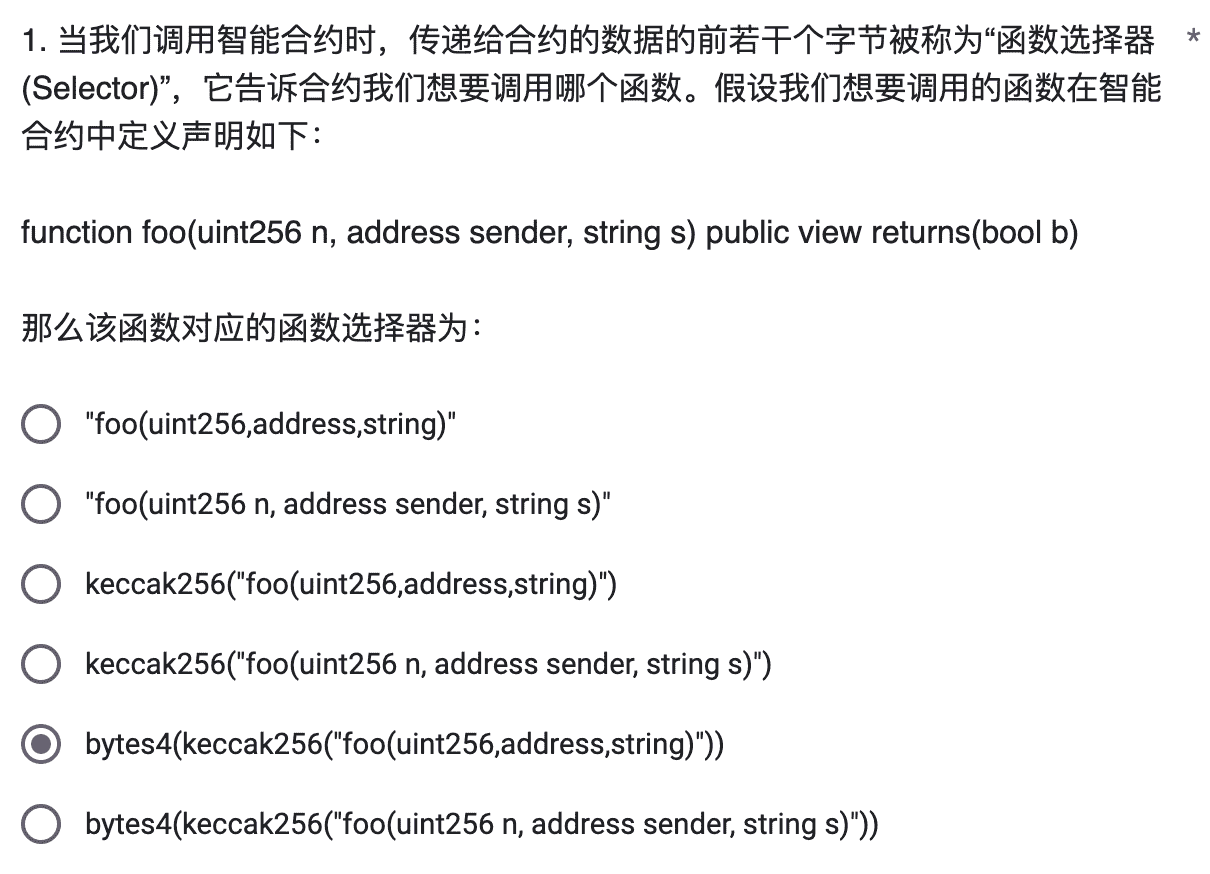 1. 当我们调用智能合约时，传递给合约的数据的前若干个字节被称为“函数选择器 *
(Selector)”，它告诉合约我们想要调用哪个函数。假设我们想要调用的函数在智能
合约中定义声明如下：
function foo(uint256 n, address sender, string s) public view returns(bool b)
那么该函数对应的函数选择器为：
"foo(uint256,address,string)"
"foo(uint256 n, address sender, string s)"
keccak256("foo(uint256,address,string)")
keccak256("foo(uint256 n, address sender, string s)")
bytes4(keccak256("foo(uint256,address,string)"))
bytes4(keccak256("foo(uint256 n, address sender, string s)"))